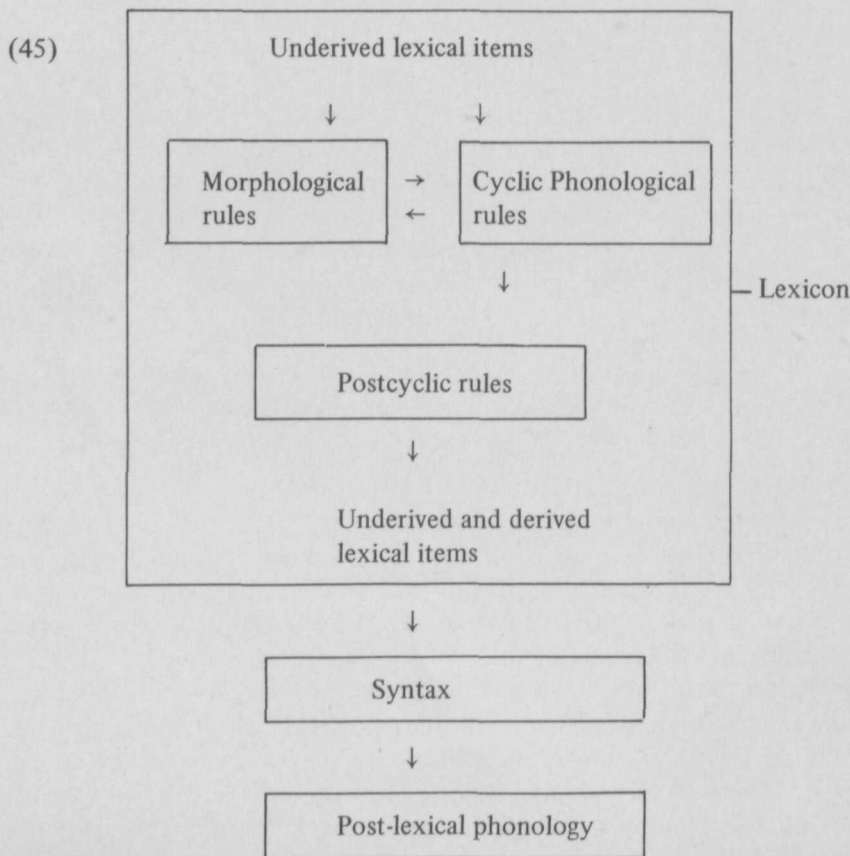 (45)
Underived lexical items
↓ ↓
Morphological → Cyclic Phonological
rules ← rules
↓
Lexicon
Postcyclic rules
↓
Underived and derived
lexical items
↓
Syntax
↓
Post-lexical phonology